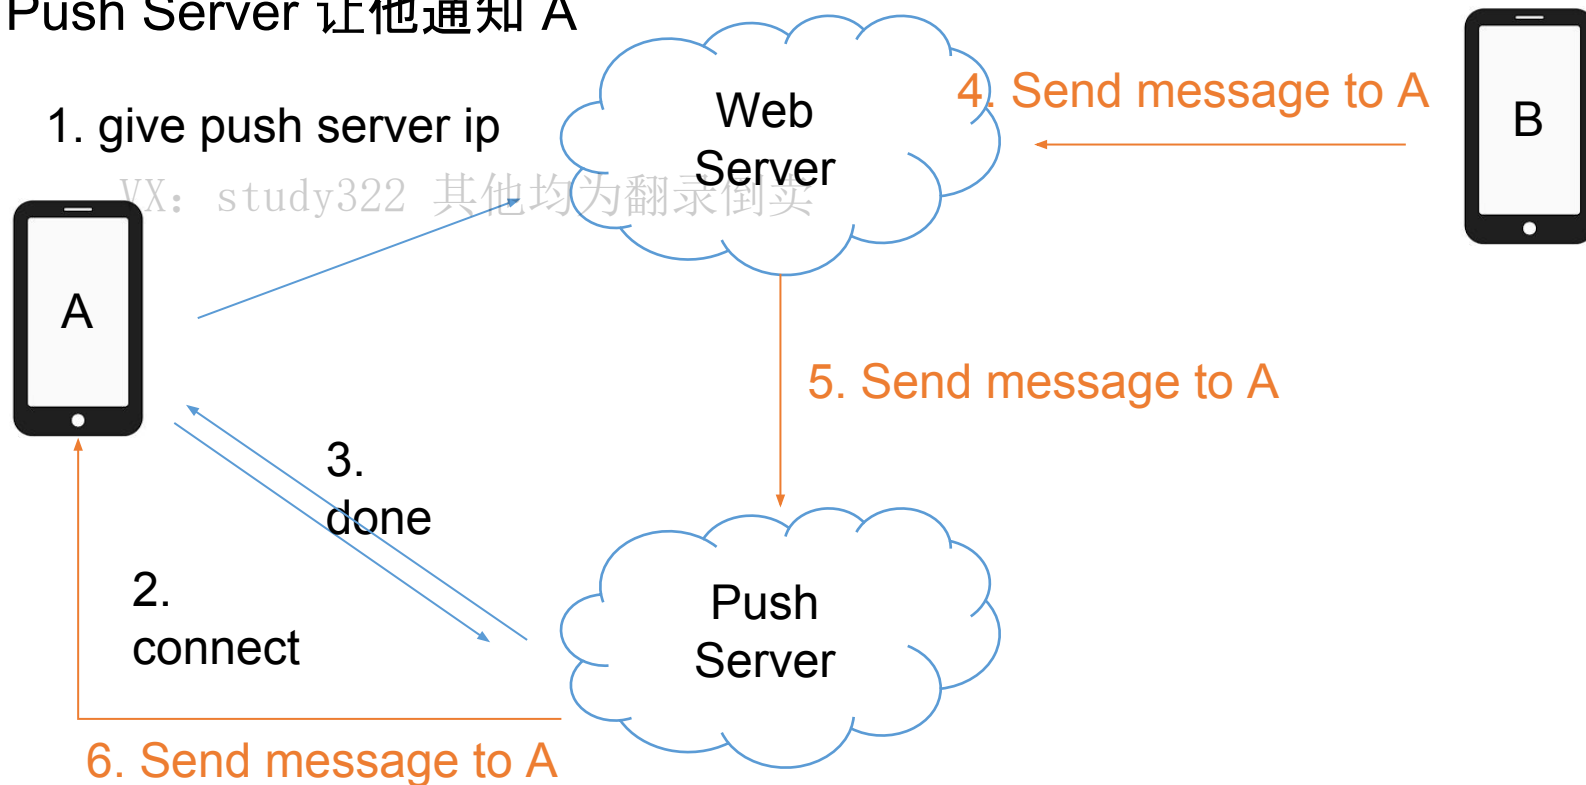 Push Server 让他通知 A
1. give push server ip
Web
Server
4. Send message to A
B
VX: study322 其他均为翻录倒卖
A
5. Send message to A
3.
done
2.
connect
Push
Server
6. Send message to A